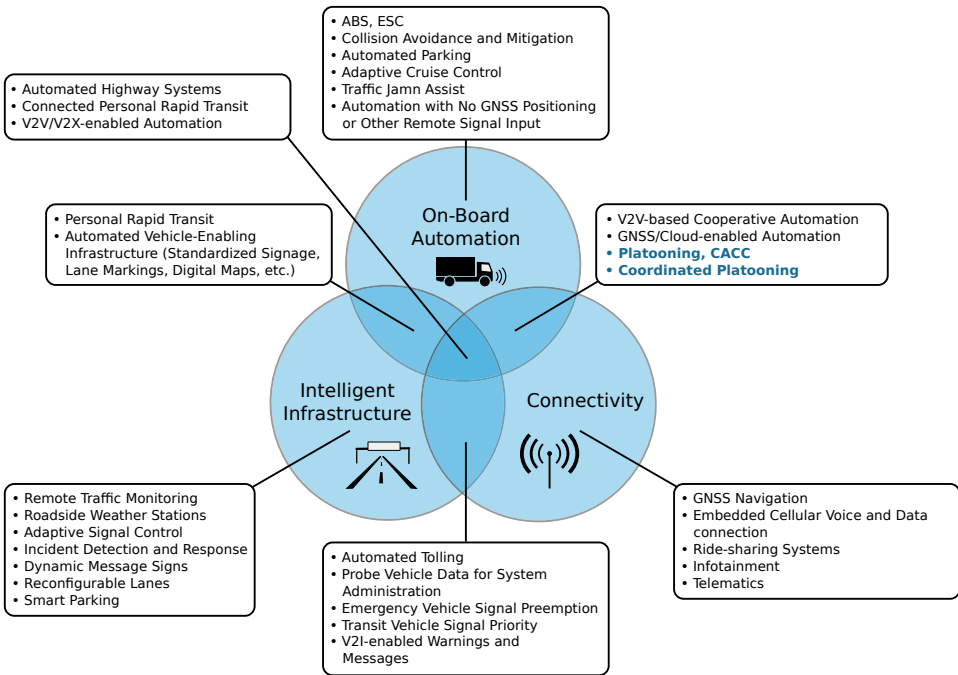 • ABS, ESC
• Collision Avoidance and Mitigation
• Automated Parking
• Adaptive Cruise Control
• Traffic Jamn Assist
• Automation with No GNSS Positioning
or Other Remote Signal Input
• Automated Highway Systems
• Connected Personal Rapid Transit
• V2V/V2X-enabled Automation
• Personal Rapid Transit
• Automated Vehicle-Enabling
Infrastructure (Standardized Signage,
Lane Markings, Digital Maps, etc.)
On-Board
Automation
• V2V-based Cooperative Automation
• GNSS/Cloud-enabled Automation
• Platooning, CACC
• Coordinated Platooning
Intelligent
Infrastructure
Connectivity
• Remote Traffic Monitoring
• Roadside Weather Stations
• Adaptive Signal Control
• Incident Detection and Response
• Dynamic Message Signs
• Reconfigurable Lanes
• Smart Parking
• Automated Tolling
• Probe Vehicle Data for System
Administration
• Emergency Vehicle Signal Preemption
• Transit Vehicle Signal Priority
• V2I-enabled Warnings and
Messages
• GNSS Navigation
• Embedded Cellular Voice and Data
connection
• Ride-sharing Systems
• Infotainment
• Telematics